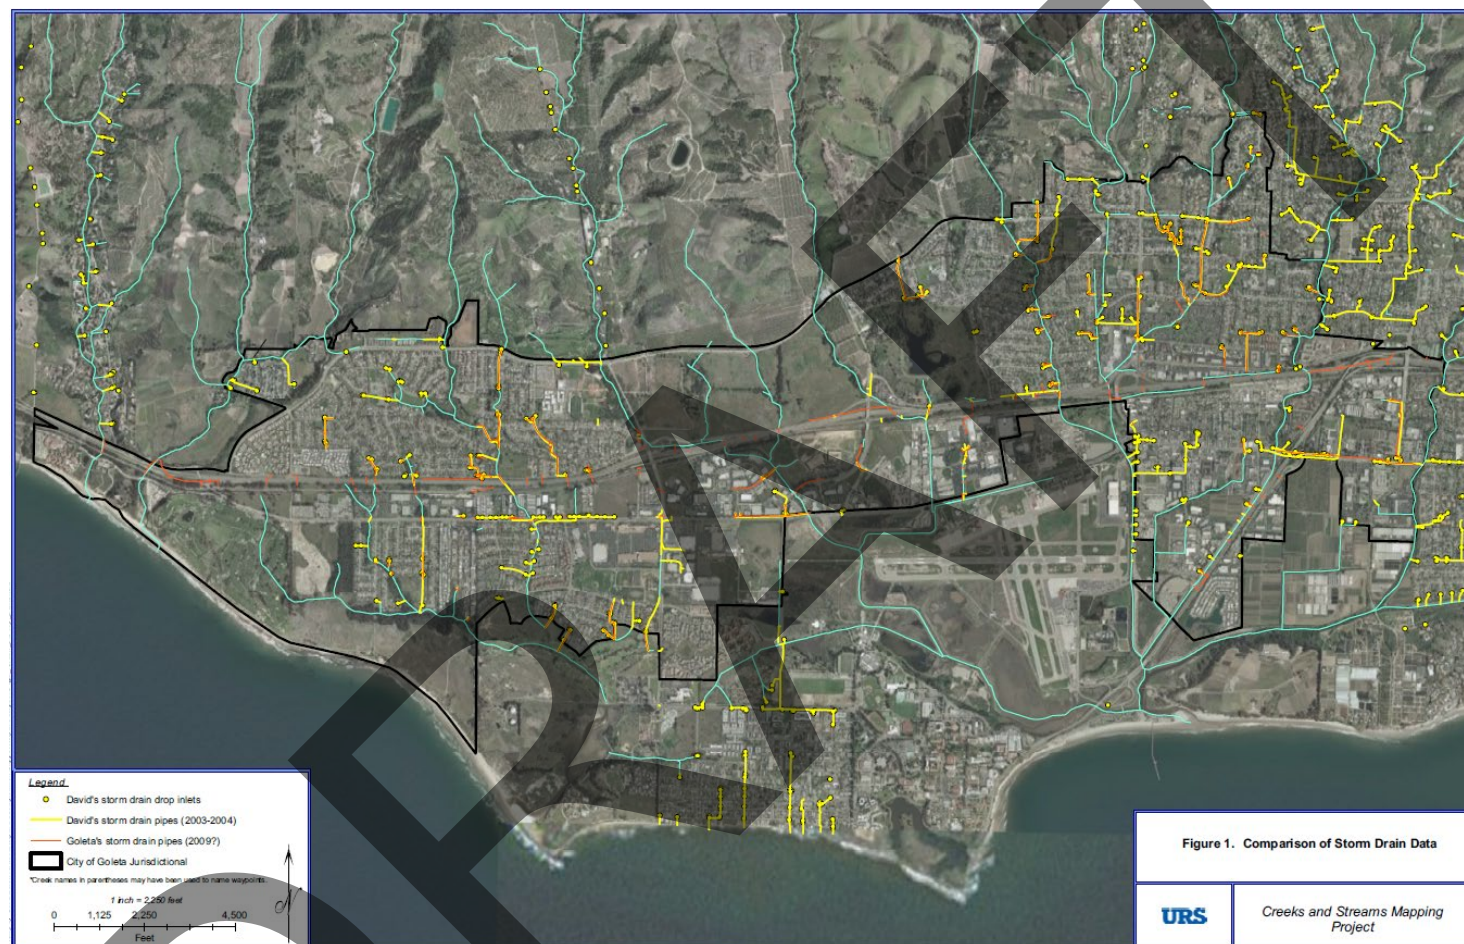 DRAFT
Legend
David's storm drain drop inlets
David's storm drain pipes (2003-2004)
Goleta's storm drain pipes (2009?)
City of Goleta Jurisdictional
*Creek names in parentheses may have been used to name waypoints.
1 inch = 2,250 feet
0 1,125 2,250 4,500
Feet
N
Figure 1. Comparison of Storm Drain Data
URS
Creeks and Streams Mapping
Project